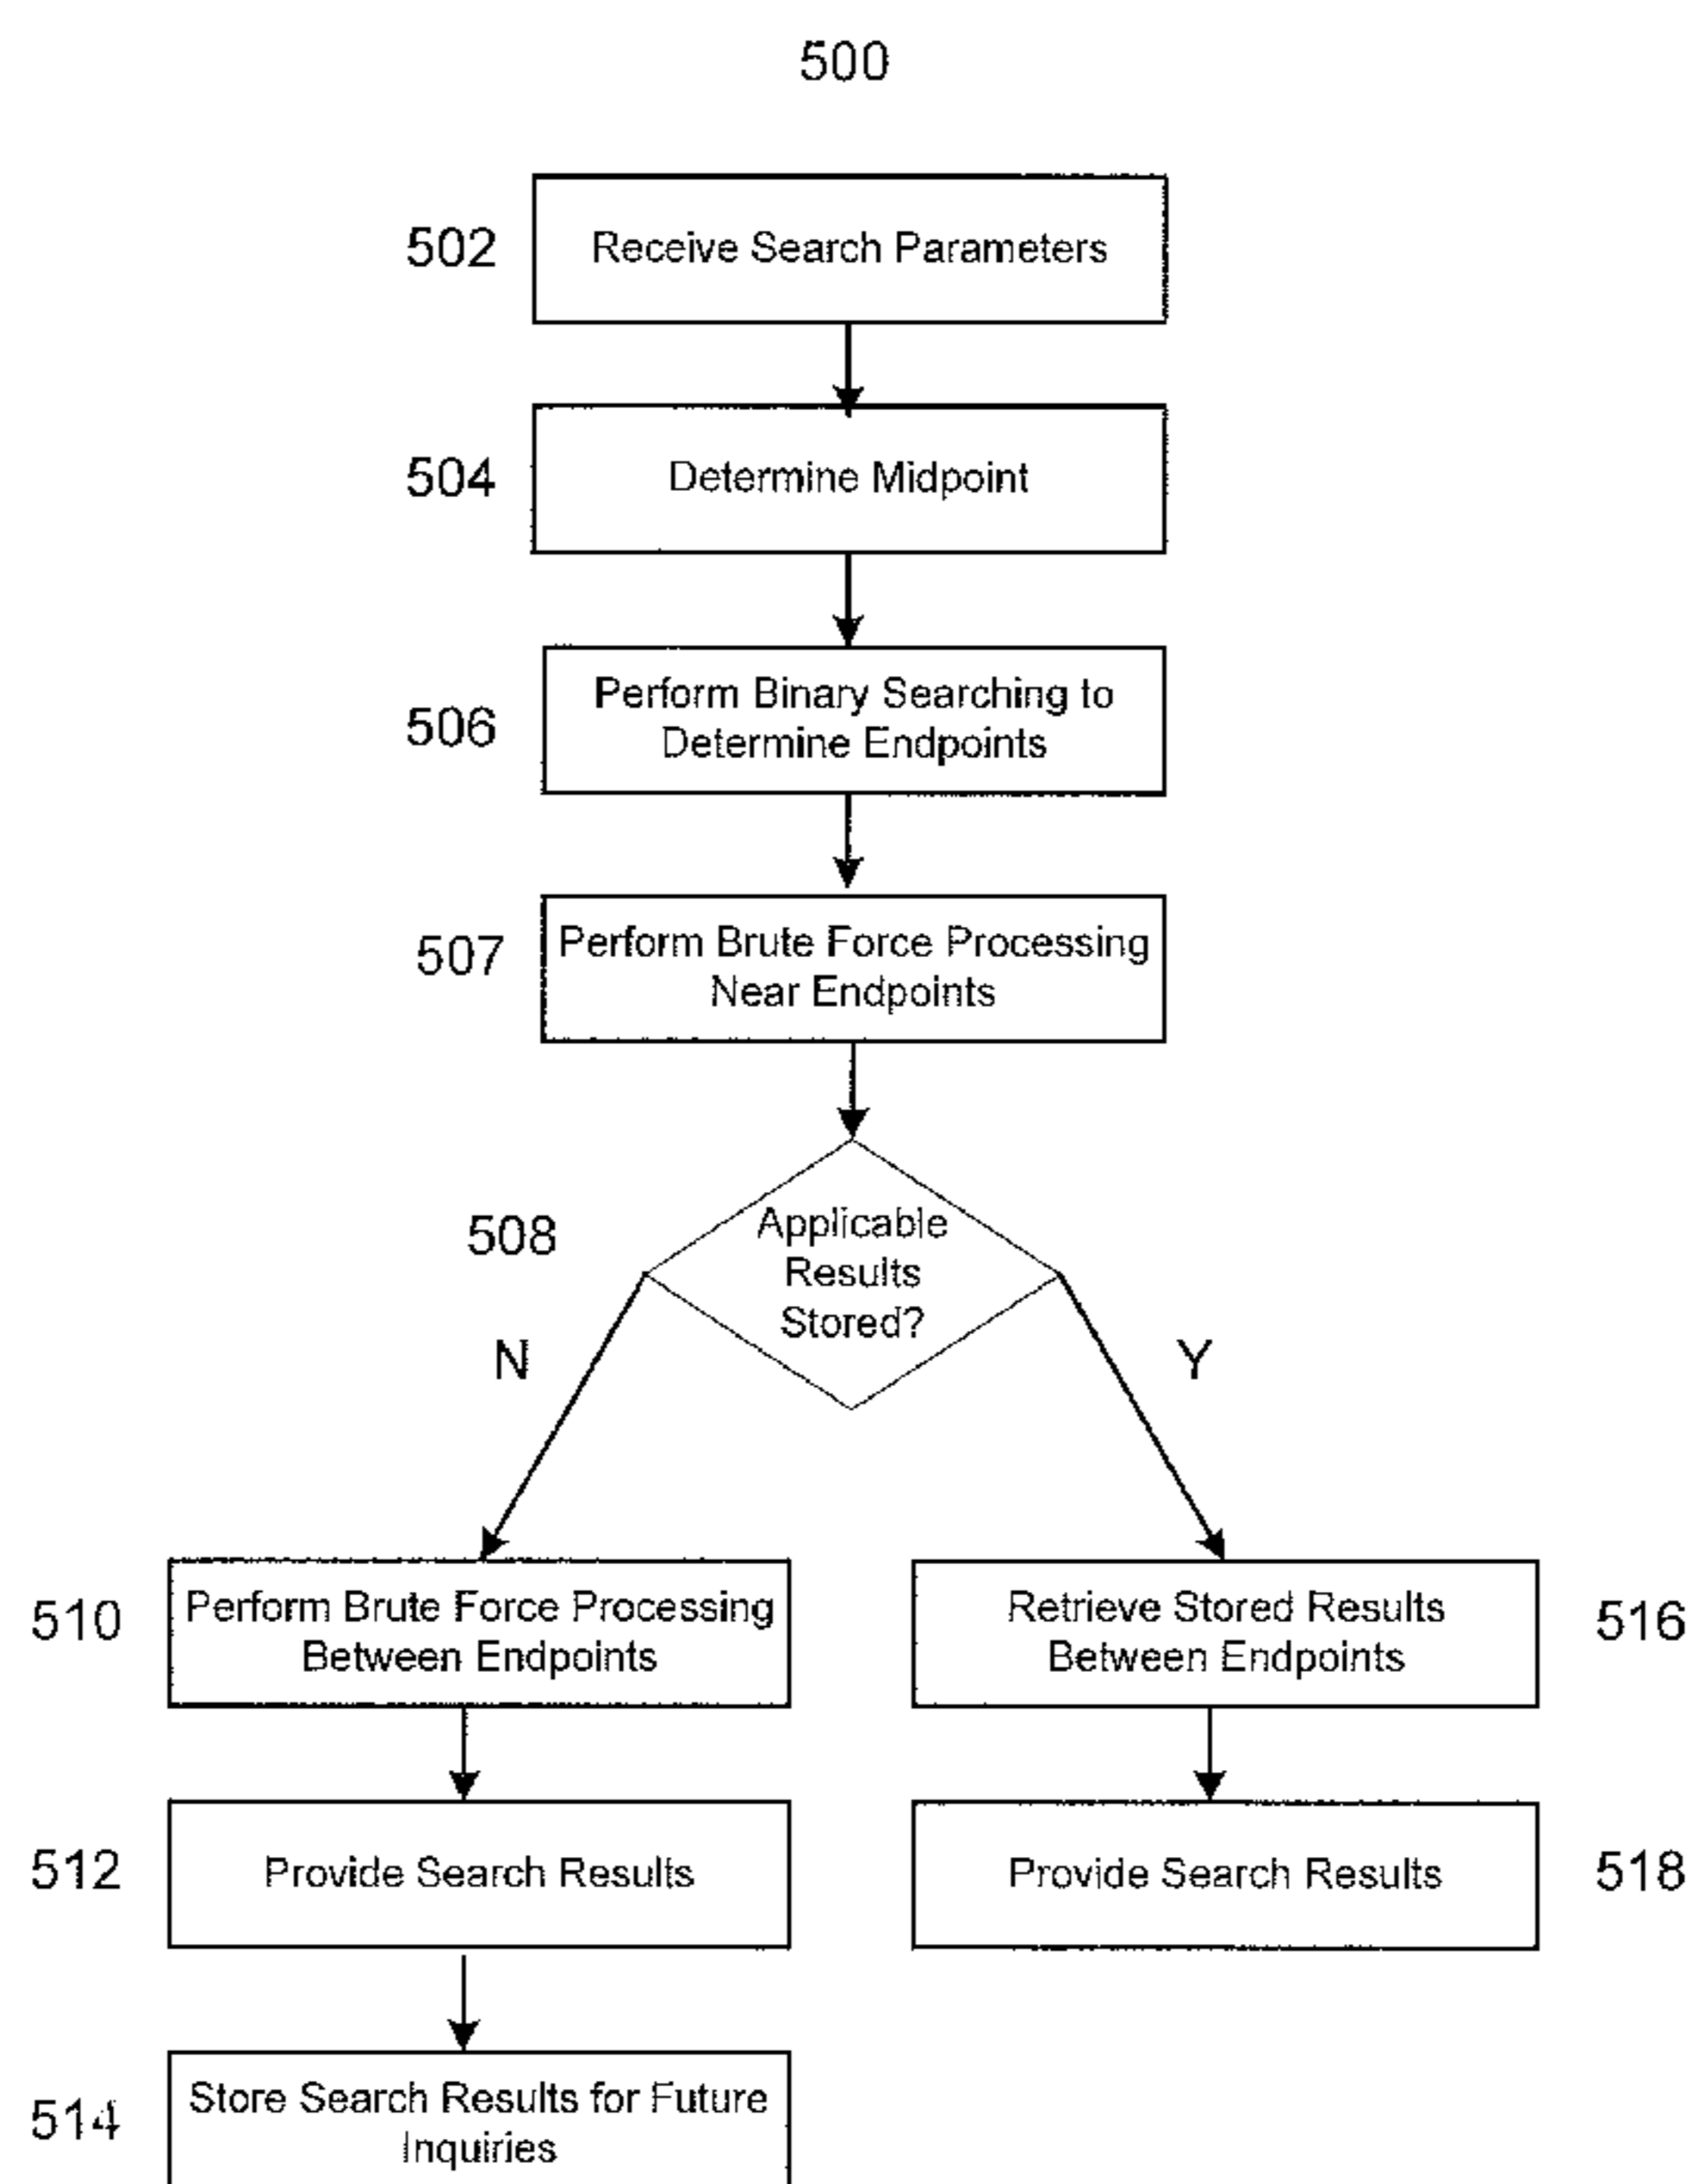 500
502
Receive Search Parameters
504
Determine Midpoint
506
Perform Binary Searching to
Determine Endpoints
507
Perform Brute Force Processing
Near Endpoints
508
Applicable
Results
Stored?
N
Y
510
Perform Brute Force Processing
Between Endpoints
Retrieve Stored Results
Between Endpoints
516
512
Provide Search Results
Provide Search Results
518
514
Store Search Results for Future
Inquiries